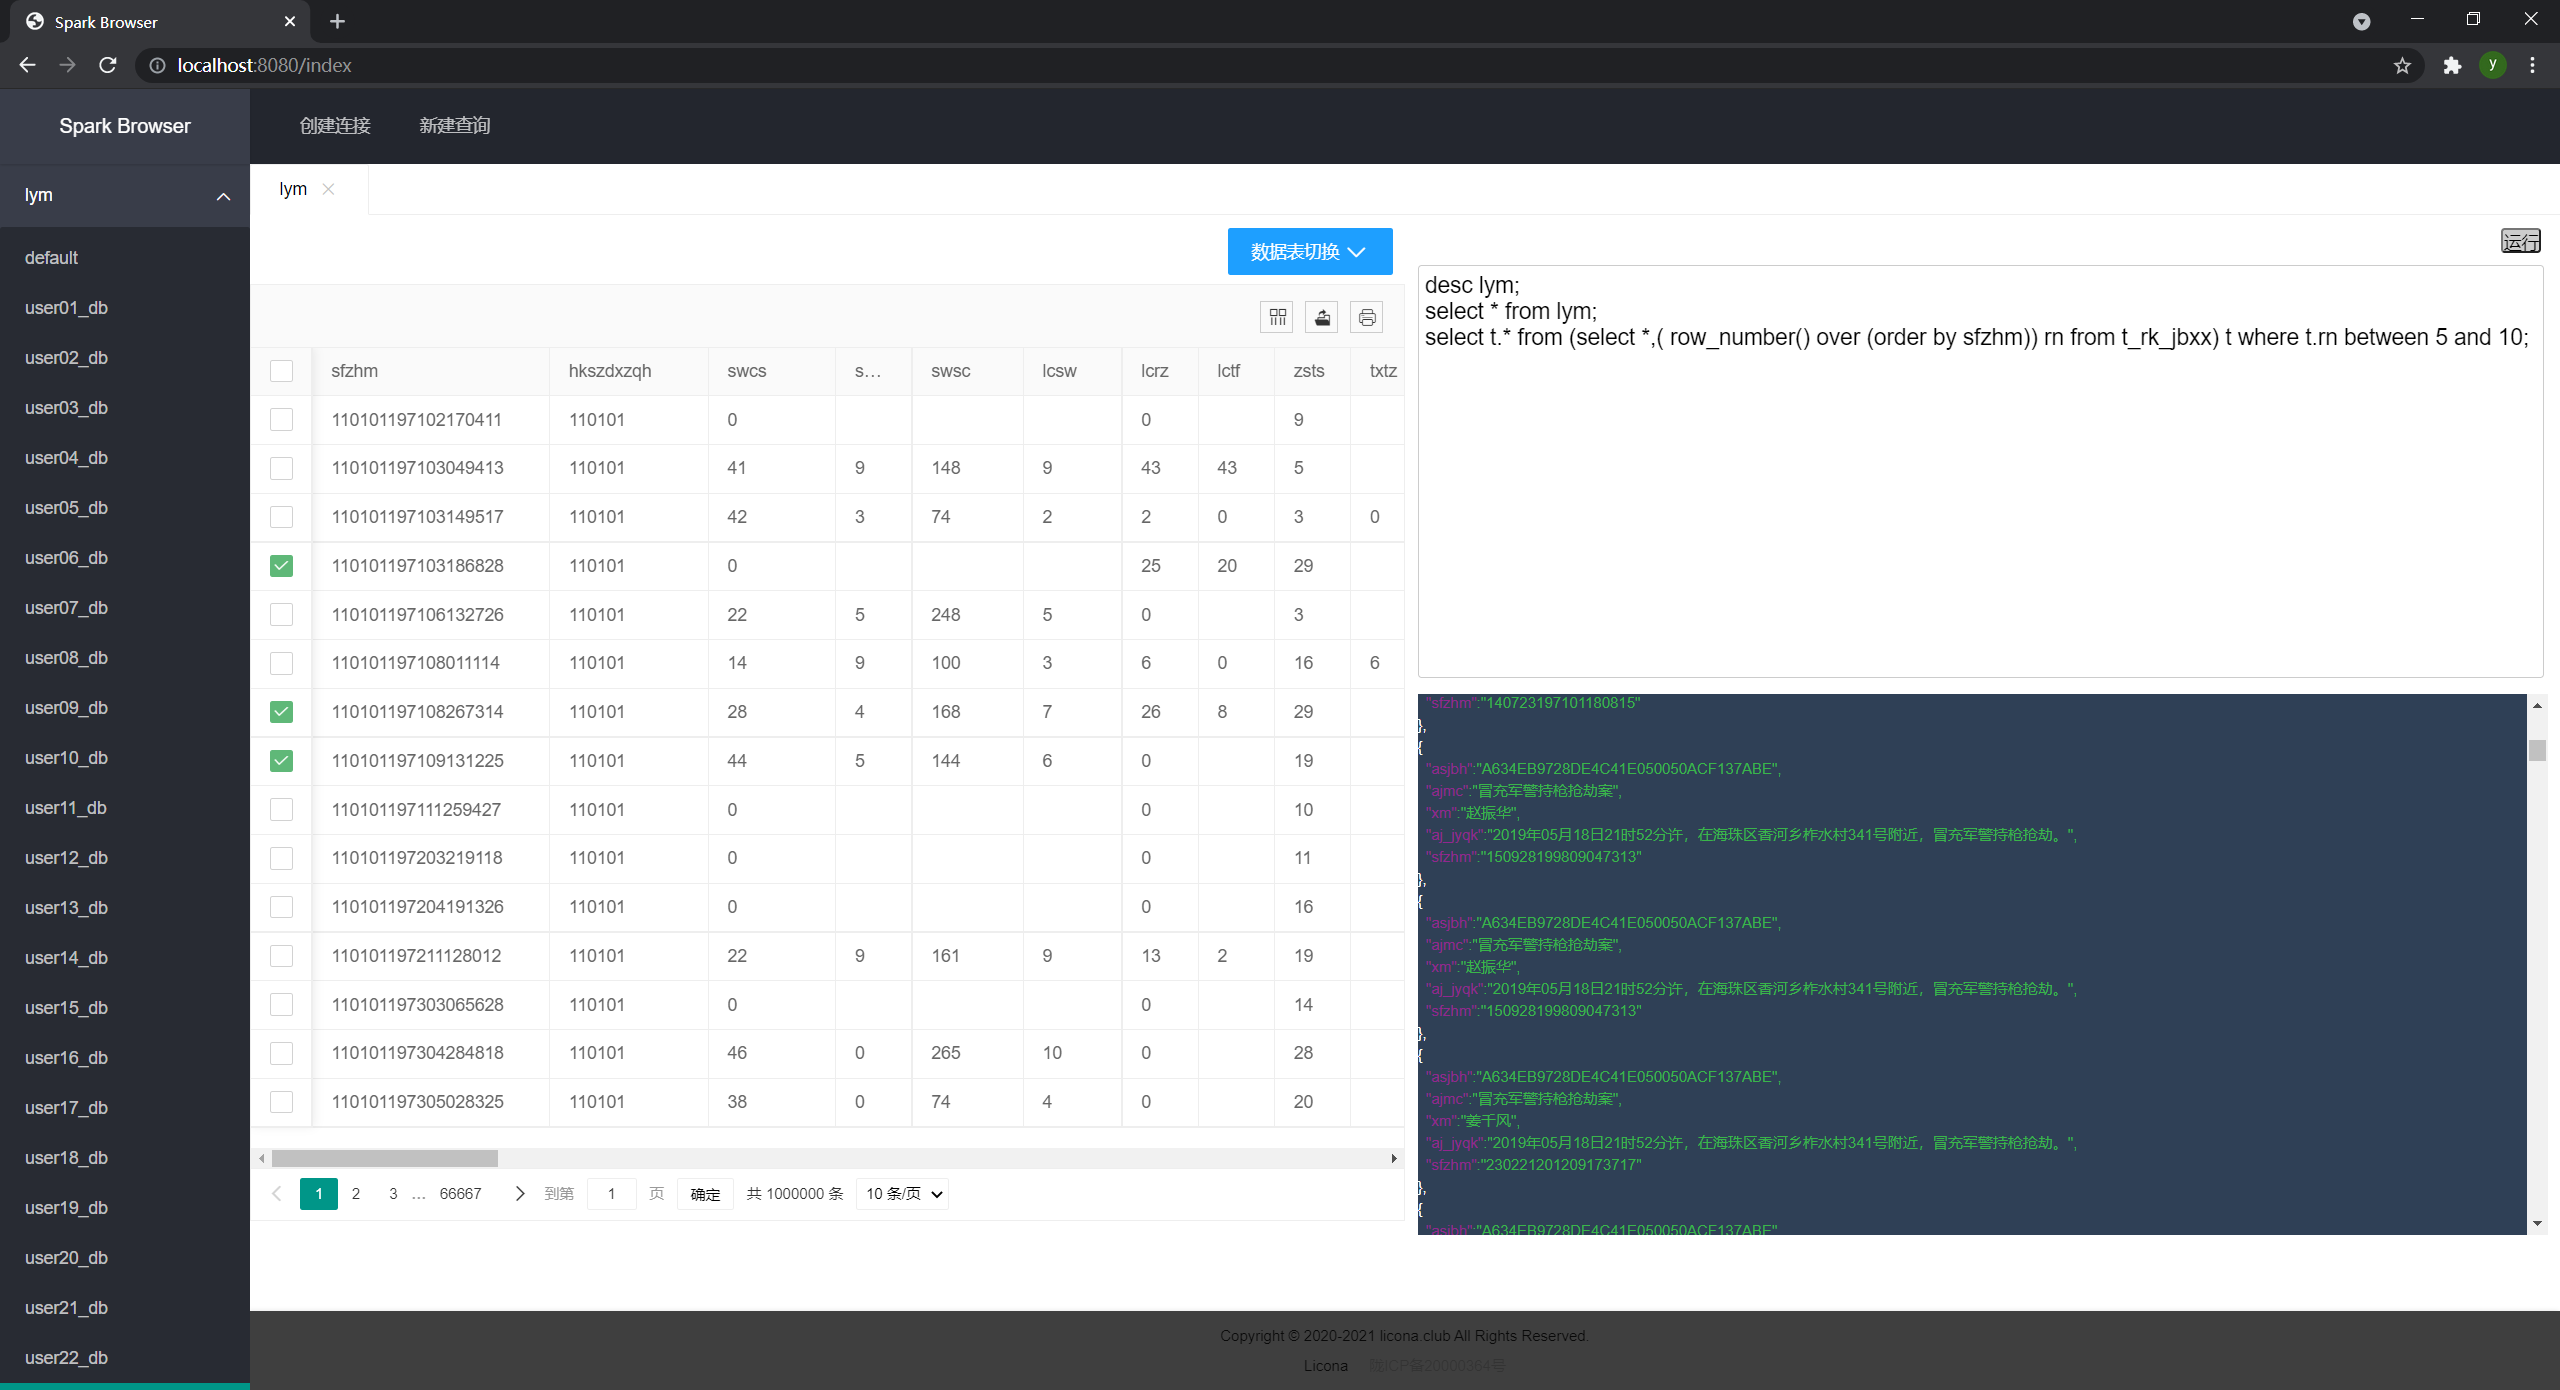 Spark Browser
localhost:8080/index
y
Spark Browser
创建连接
新建查询
lym
default
user01_db
user02_db
user03_db
user04_db
user05_db
user06_db
user07_db
user08_db
user09_db
user10_db
user11_db
user12_db
user13_db
user14_db
user15_db
user16_db
user17_db
user18_db
user19_db
user20_db
user21_db
user22_db
lym
数据表切换
sfzhm hkszdxzqh swcs s... swsc lcsw lcrz lctf zsts txtz
110101197102170411 110101 0 0 9
110101197103049413 110101 41 9 148 9 43 43 5
110101197103149517 110101 42 3 74 2 2 0 3 0
110101197103186828 110101 0 25 20 29
110101197106132726 110101 22 5 248 5 0 3
110101197108011114 110101 14 9 100 3 6 0 16 6
110101197108267314 110101 28 4 168 7 26 8 29
110101197109131225 110101 44 5 144 6 0 19
110101197111259427 110101 0 0 10
110101197203219118 110101 0 0 11
110101197204191326 110101 0 0 16
110101197211128012 110101 22 9 161 9 13 2 19
110101197303065628 110101 0 0 14
110101197304284818 110101 46 0 265 10 0 28
110101197305028325 110101 38 0 74 4 0 20
1 2 3 ... 66667 到第 1 页 确定 共 1000000 条 10 条/页
运行
desc lym;
select * from lym;
select t.* from (select *,( row_number() over (order by sfzhm)) rn from t_rk_jbxx) t where t.rn between 5 and 10;
"sfzhm":"140723197101180815"
},
{
"asjbh":"A634EB9728DE4C41E050050ACF137ABE",
"ajmc":"冒充军警持枪抢劫案",
"xm":"赵振华",
"aj_jyqk":"2019年05月18日21时52分许，在海珠区香河乡柞水村341号附近，冒充军警持枪抢劫。",
"sfzhm":"150928199809047313"
},
{
"asjbh":"A634EB9728DE4C41E050050ACF137ABE",
"ajmc":"冒充军警持枪抢劫案",
"xm":"赵振华",
"aj_jyqk":"2019年05月18日21时52分许，在海珠区香河乡柞水村341号附近，冒充军警持枪抢劫。",
"sfzhm":"150928199809047313"
},
{
"asjbh":"A634EB9728DE4C41E050050ACF137ABE",
"ajmc":"冒充军警持枪抢劫案",
"xm":"姜千风",
"aj_jyqk":"2019年05月18日21时52分许，在海珠区香河乡柞水村341号附近，冒充军警持枪抢劫。",
"sfzhm":"230221201209173717"
},
{
"asjbh":"A634EB9728DE4C41E050050ACF137ABE"
Copyright © 2020-2021 licona.club All Rights Reserved.
Licona 陇ICP备20000364号